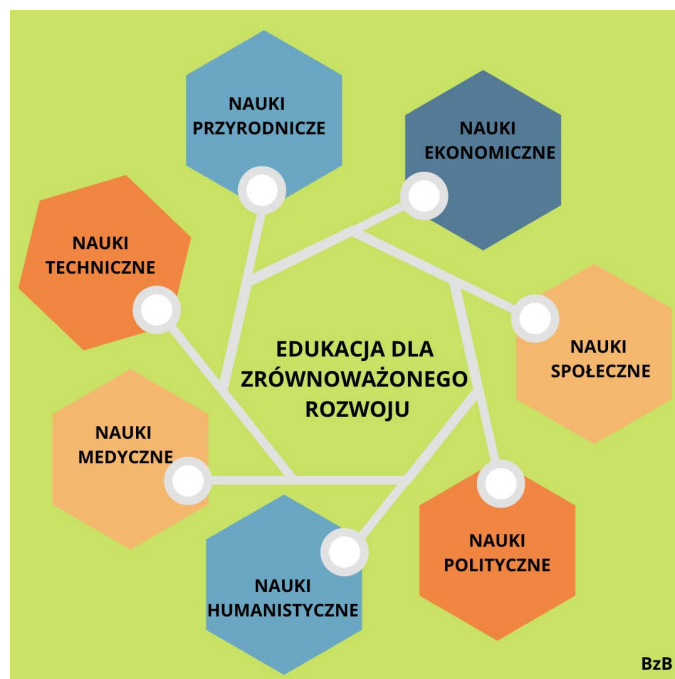 NAUKI
PRZYRODNICZE
NAUKI
EKONOMICZNE
NAUKI
TECHNICZNE
EDUKACJA DLA
ZRÓWNOWAŻONEGO
ROZWOJU
NAUKI
SPOŁECZNE
NAUKI
MEDYCZNE
NAUKI
POLITYCZNE
NAUKI
HUMANISTYCZNE
BzB